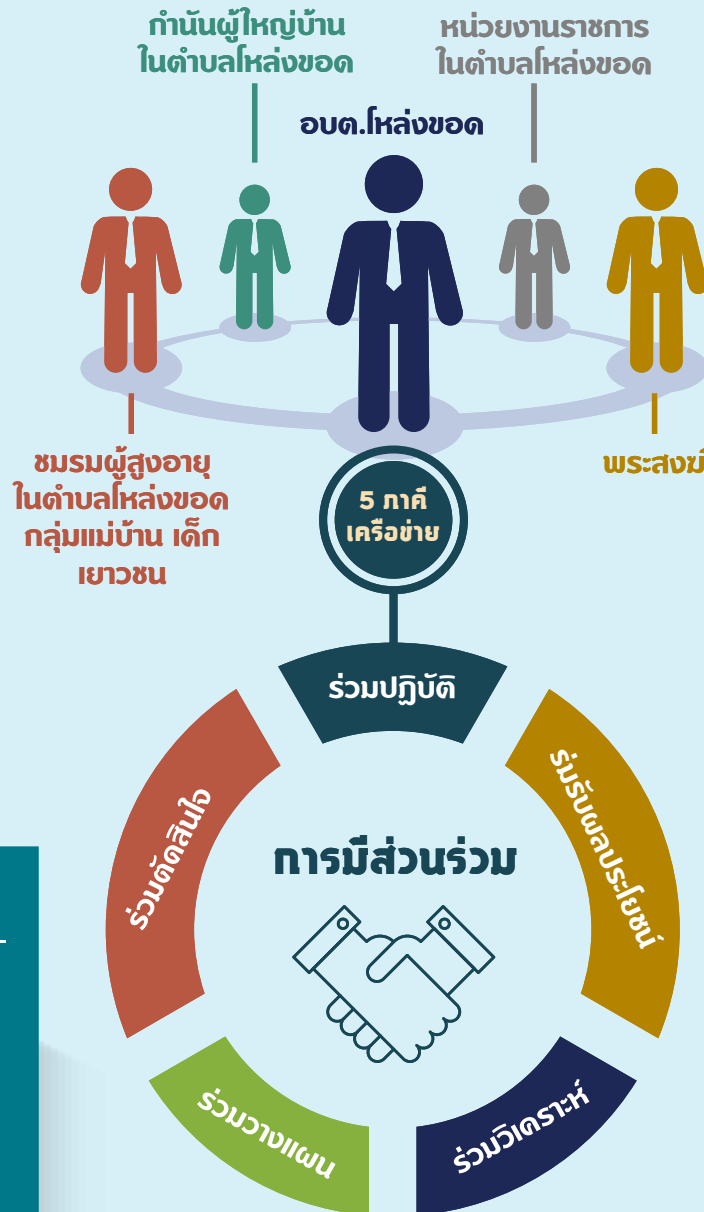 กำนันผู้ใหญ่บ้าน
ในตำบลโหล่งขอด
หน่วยงานราชการ
ในตำบลโหล่งขอด
อบต.โหล่งขอด
ชมรมผู้สูงอายุ
ในตำบลโหล่งขอด
กลุ่มแม่บ้าน เด็ก
เยาวชน
พระสงฆ์
5 ภาคี
เครือข่าย
ร่วมปฏิบัติ
ร่วมตัดสินใจ
ร่มรับผลประโยชน์
การมีส่วนร่วม
ร่วมวางแผน
ร่วมวิเคราะห์